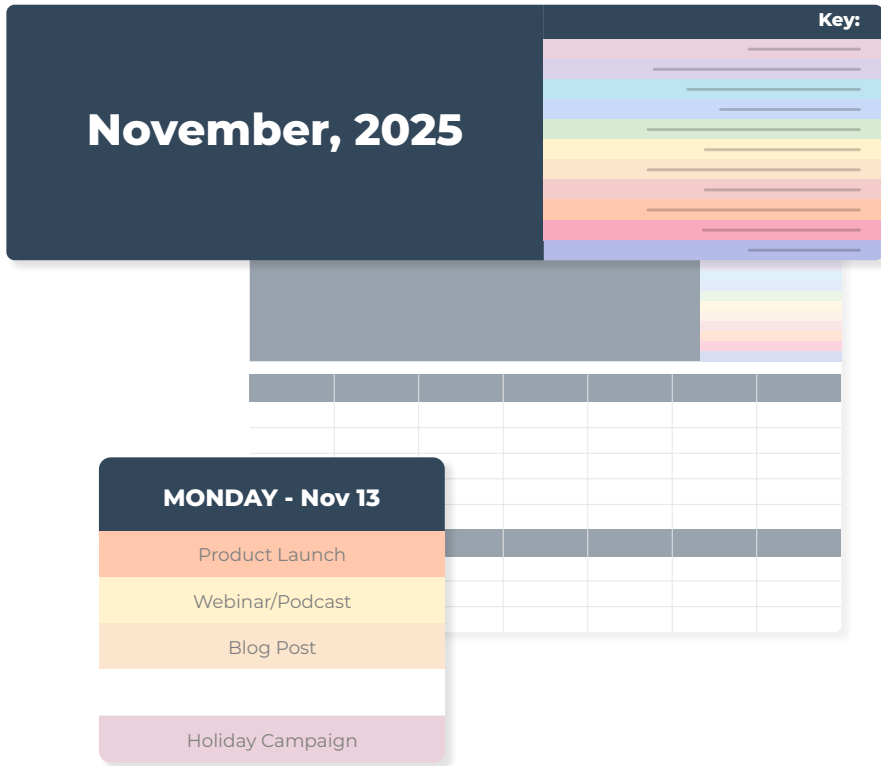 Key:
November, 2025
MONDAY - Nov 13
Product Launch
Webinar/Podcast
Blog Post
Holiday Campaign